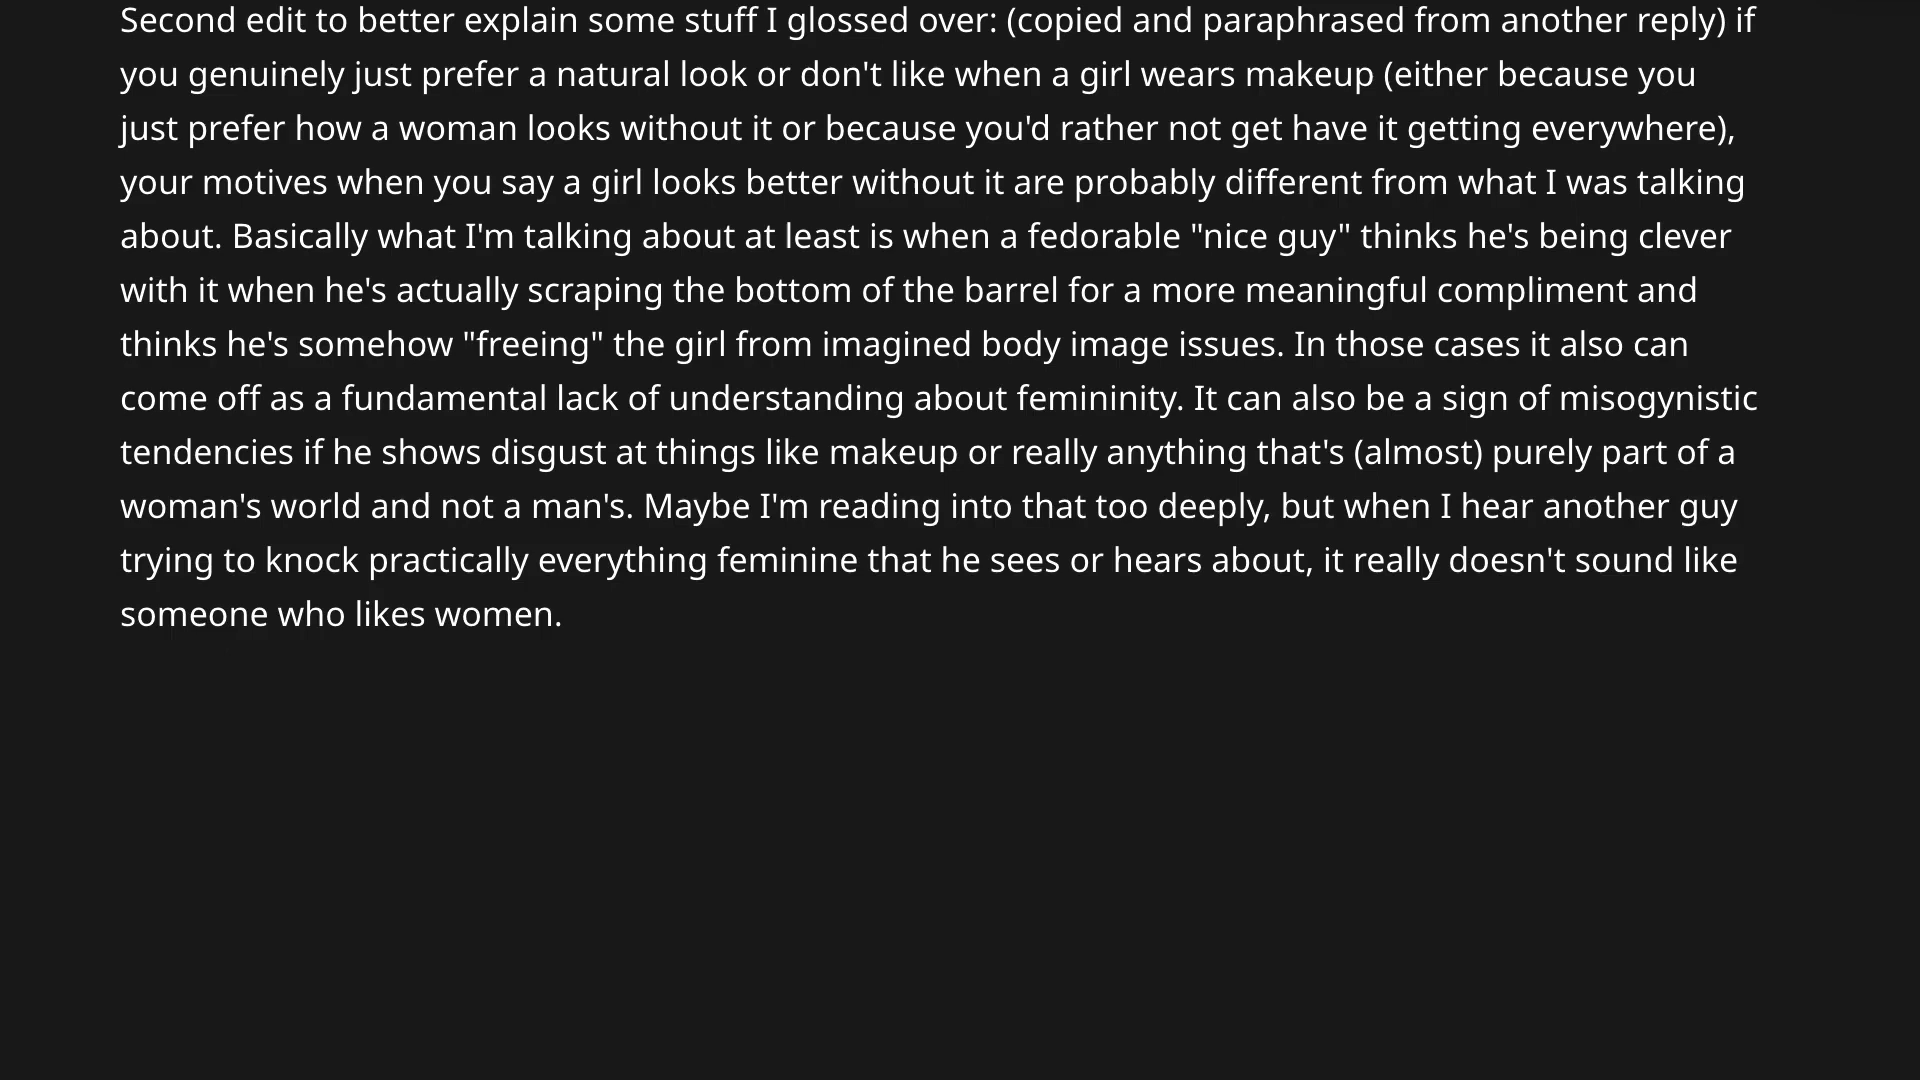 Second edit to better explain some stuff I glossed over: (copied and paraphrased from another reply) if
you genuinely just prefer a natural look or don't like when a girl wears makeup (either because you
just prefer how a woman looks without it or because you'd rather not get have it getting everywhere),
your motives when you say a girl looks better without it are probably different from what I was talking
about. Basically what I'm talking about at least is when a fedorable "nice guy" thinks he's being clever
with it when he's actually scraping the bottom of the barrel for a more meaningful compliment and
thinks he's somehow "freeing" the girl from imagined body image issues. In those cases it also can
come off as a fundamental lack of understanding about femininity. It can also be a sign of misogynistic
tendencies if he shows disgust at things like makeup or really anything that's (almost) purely part of a
woman's world and not a man's. Maybe I'm reading into that too deeply, but when I hear another guy
trying to knock practically everything feminine that he sees or hears about, it really doesn't sound like
someone who likes women.